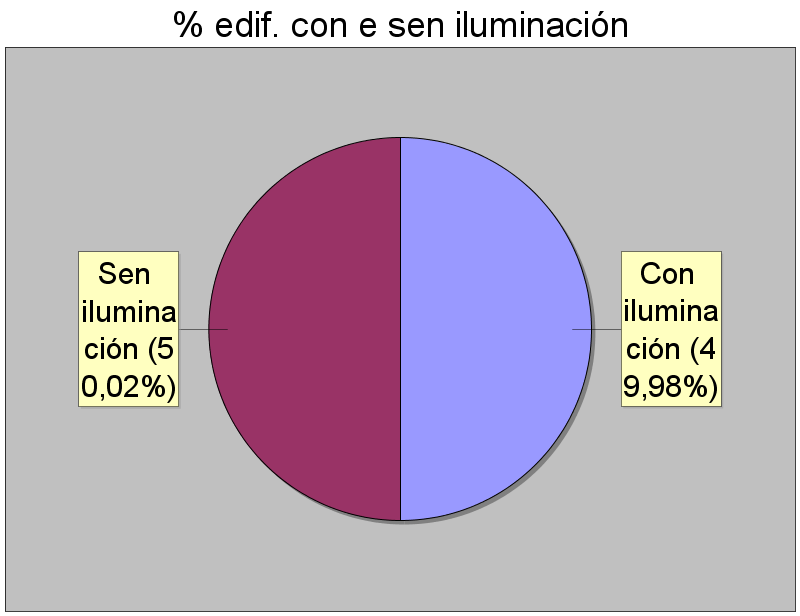 % edif. con e sen iluminación
Sen
ilumina
ción (5
0,02%)
Con
ilumina
ción (4
9,98%)